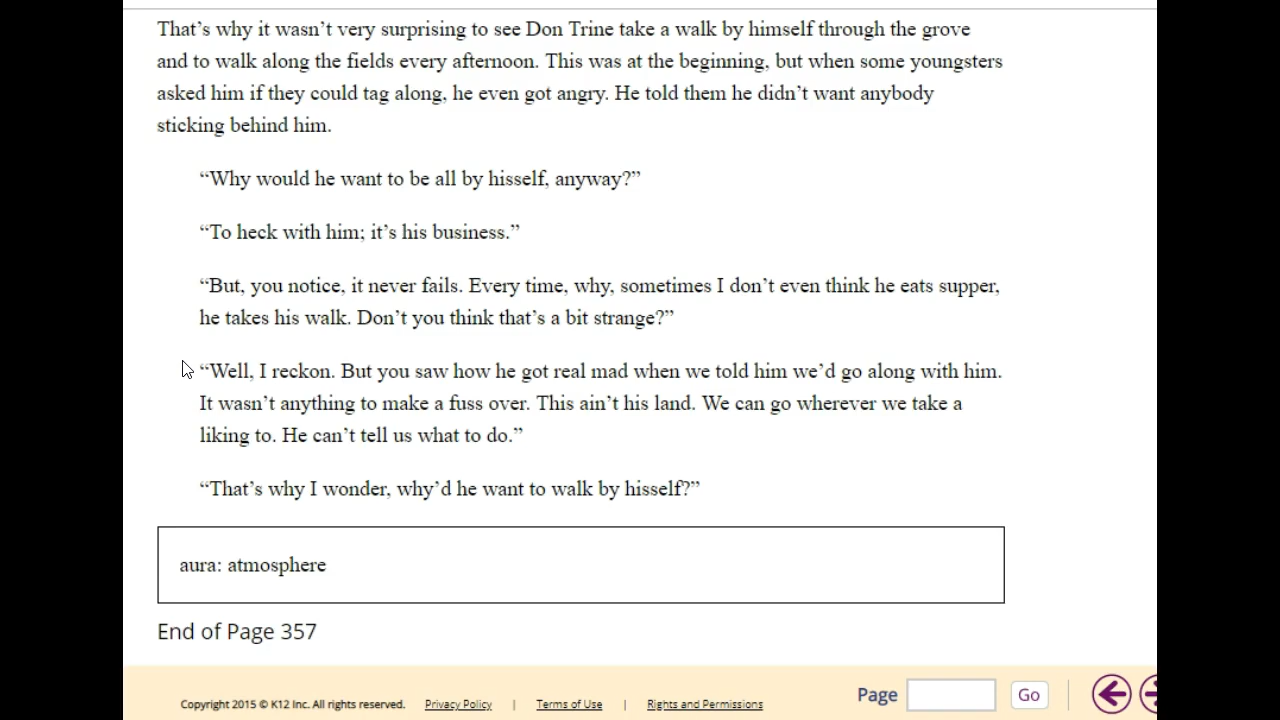 That’s why it wasn’t very surprising to see Don Trine take a walk by himself through the grove
and to walk along the fields every afternoon. This was at the beginning, but when some youngsters
asked him if they could tag along, he even got angry. He told them he didn’t want anybody
sticking behind him.
“Why would he want to be all by hisself, anyway?”
“To heck with him; it’s his business.”
“But, you notice, it never fails. Every time, why, sometimes I don’t even think he eats supper,
he takes his walk. Don’t you think that’s a bit strange?”
“Well, I reckon. But you saw how he got real mad when we told him we’d go along with him.
It wasn’t anything to make a fuss over. This ain’t his land. We can go wherever we take a
liking to. He can’t tell us what to do.”
“That’s why I wonder, why’d he want to walk by hisself?”
aura: atmosphere
End of Page 357
Copyright 2015 © K12 Inc. All rights reserved. Privacy Policy | Terms of Use | Rights and Permissions Page Go